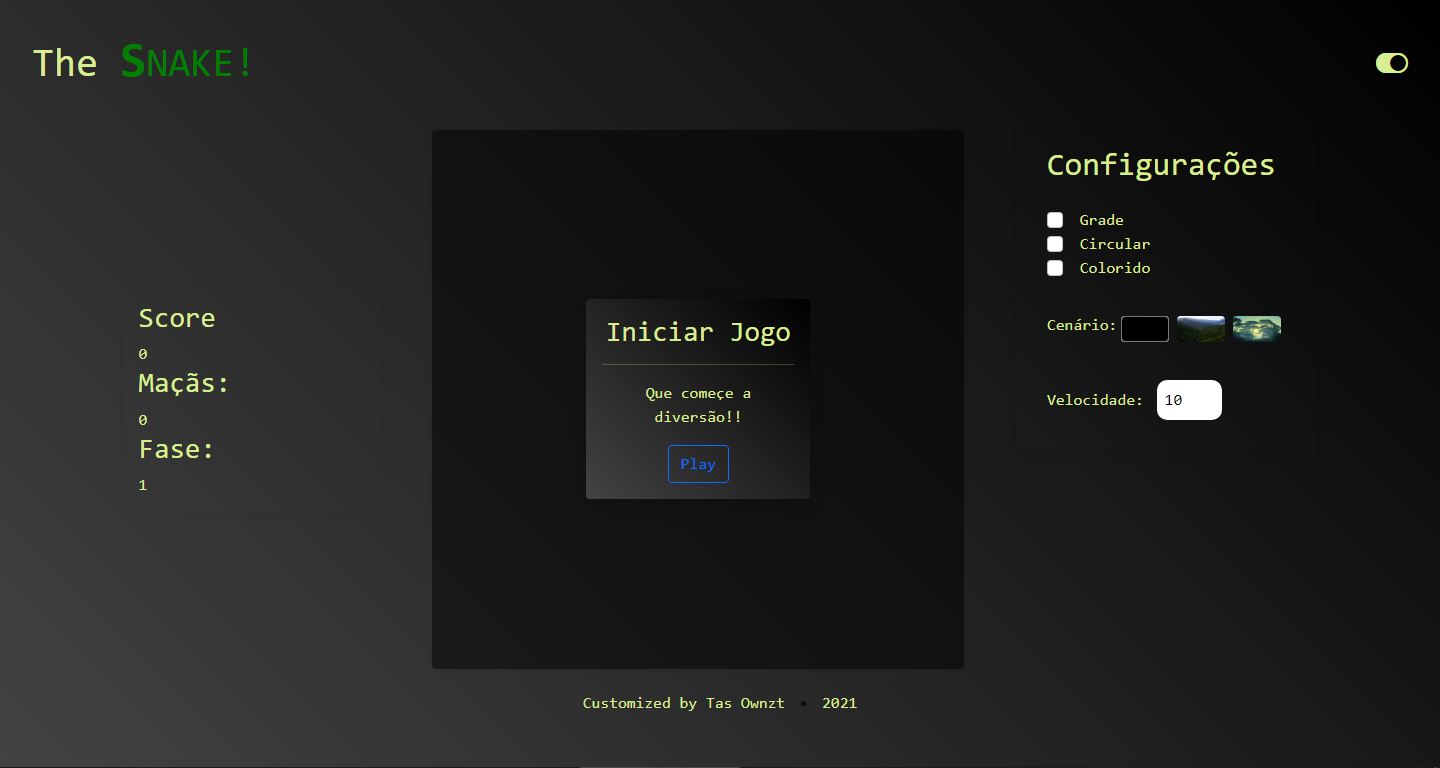 The SNAKE!
Score
0
Maçãs:
0
Fase:
1
Iniciar Jogo
Que começe a
diversão!!
Play
Configurações
Grade
Circular
Colorido
Cenário:
Velocidade: 10
Customized by Tas Ownzt • 2021